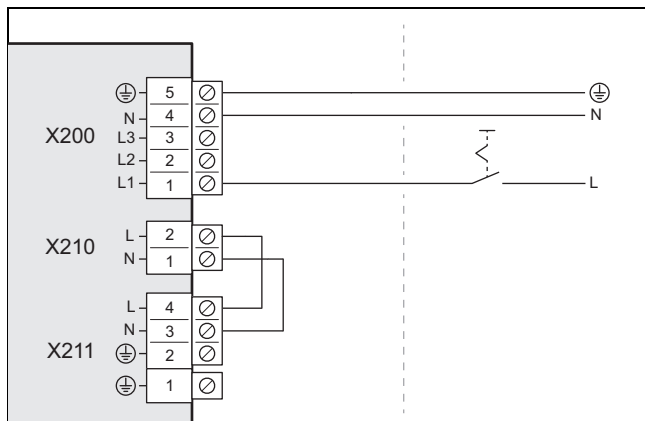 ⏚ 5 ⏚
N 4 N
X200 L3 3
L2 2
L1 1 L
L 2
X210 N 1
L 4
N 3
X211 ⏚ 2
⏚ 1